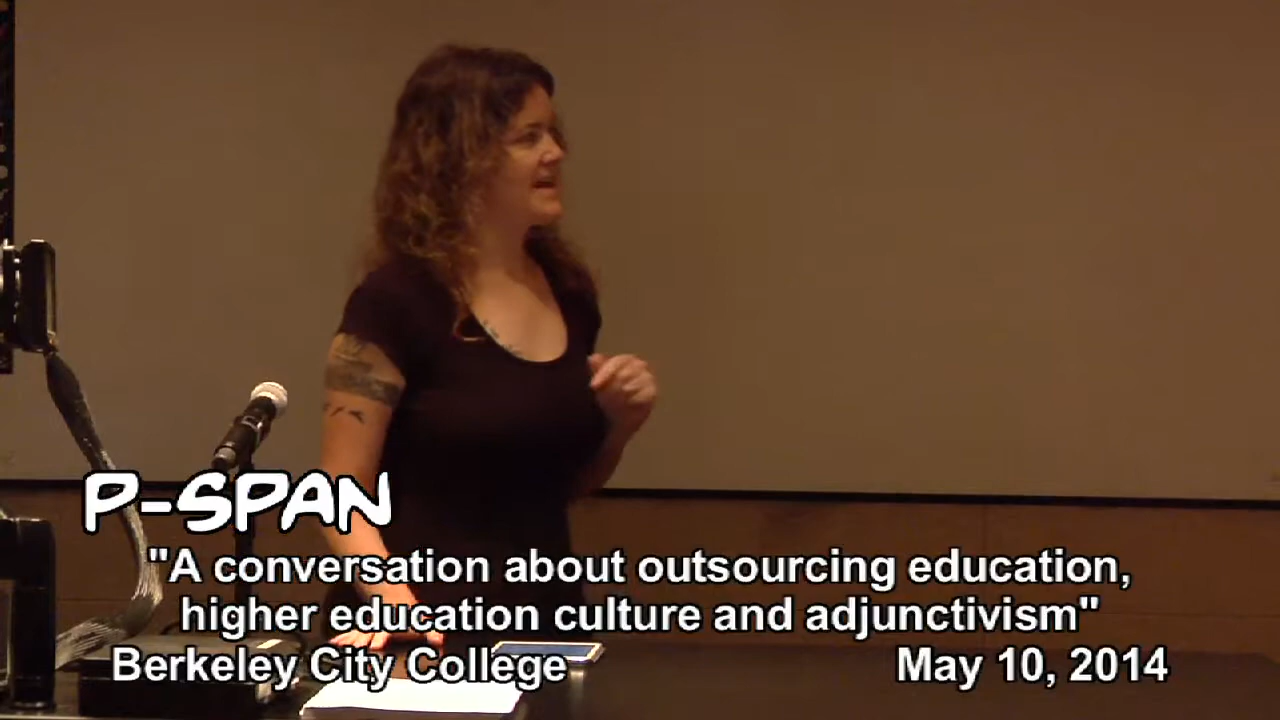 P-SPAN
"A conversation about outsourcing education,
higher education culture and adjunctivism"
Berkeley City College May 10, 2014